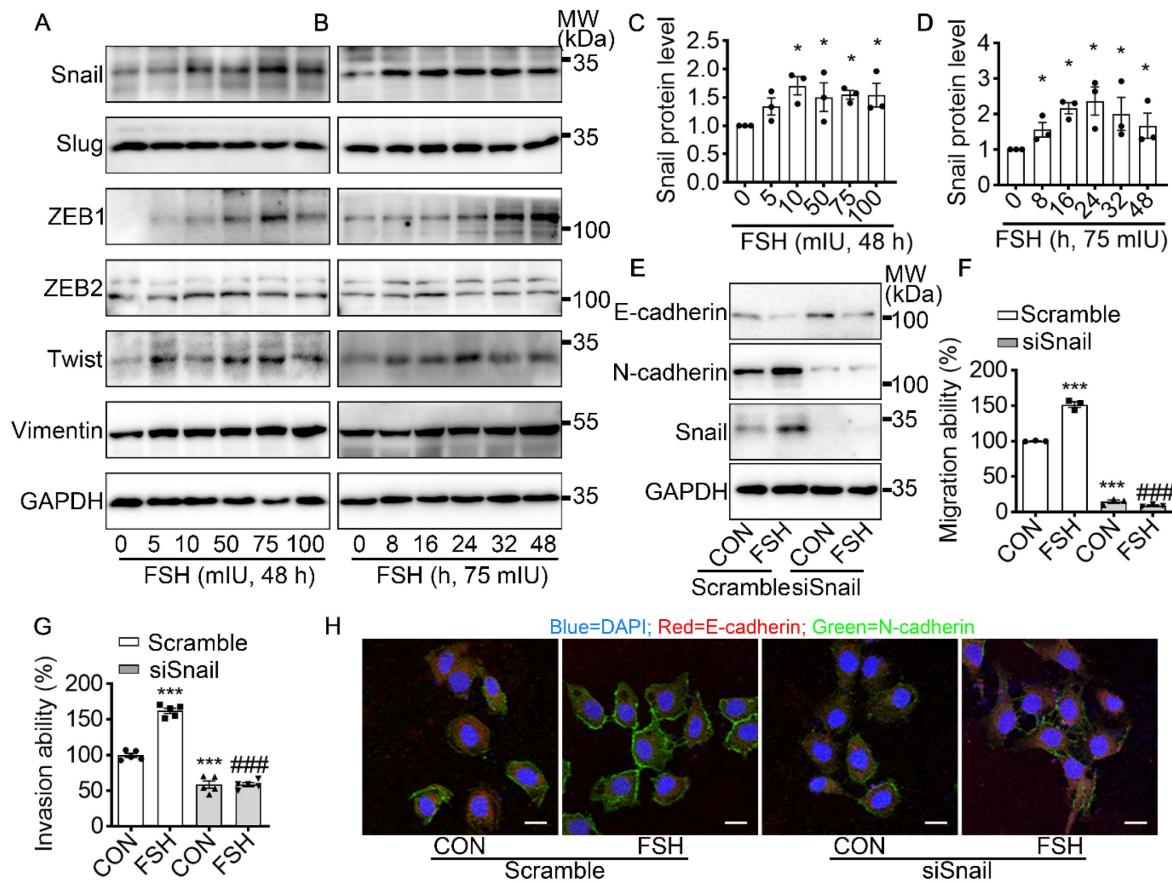 A
B
MW
(kDa)
Snail
35
Slug
35
ZEB1
100
ZEB2
100
Twist
35
Vimentin
55
GAPDH
35
0 5 10 50 75 100
FSH (mIU, 48 h)
0 8 16 24 32 48
FSH (h, 75 mIU)
C
Snail protein level
2.5
2.0
1.5
1.0
0.5
0.0
* * * *
0 5 10 50 75 100
FSH (mIU, 48 h)
D
Snail protein level
6
4
2
0
* * * * *
0 8 16 24 32 48
FSH (h, 75 mIU)
E
MW
(kDa)
E-cadherin
100
N-cadherin
100
Snail
35
GAPDH
35
CON FSH CON FSH
Scramble siSnail
F
Scramble
siSnail
Migration ability (%)
200
150
100
50
0
*** *** ###
CON FSH CON FSH
G
Scramble
siSnail
Invasion ability (%)
200
150
100
50
0
*** *** ###
CON FSH CON FSH
H
Blue=DAPI; Red=E-cadherin; Green=N-cadherin
CON FSH CON FSH
Scramble siSnail